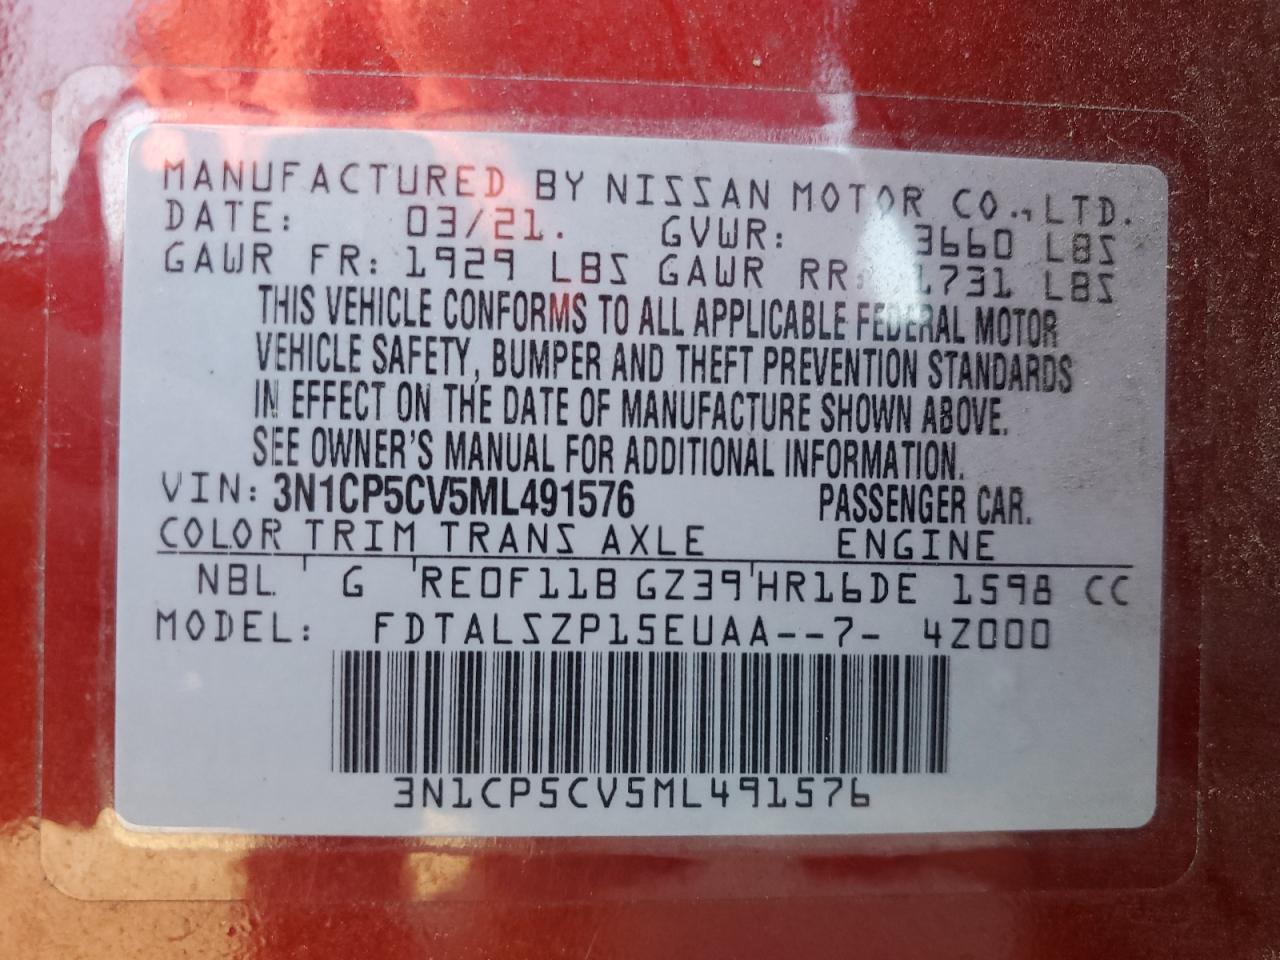 MANUFACTURED BY NISSAN MOTOR CO., LTD.
DATE: 03/21. GVWR: 3660 LBS
GAWR FR: 1929 LBS GAWR RR: 1731 LBS
THIS VEHICLE CONFORMS TO ALL APPLICABLE FEDERAL MOTOR
VEHICLE SAFETY, BUMPER AND THEFT PREVENTION STANDARDS
IN EFFECT ON THE DATE OF MANUFACTURE SHOWN ABOVE.
SEE OWNER'S MANUAL FOR ADDITIONAL INFORMATION.
VIN: 3N1CP5CV5ML491576 PASSENGER CAR.
COLOR TRIM TRANS AXLE ENGINE
NBL G RE0F11B GZ39 HR16DE 1598 CC
MODEL: FDTALSZP15EUAA--7- 4Z000
3N1CP5CV5ML491576